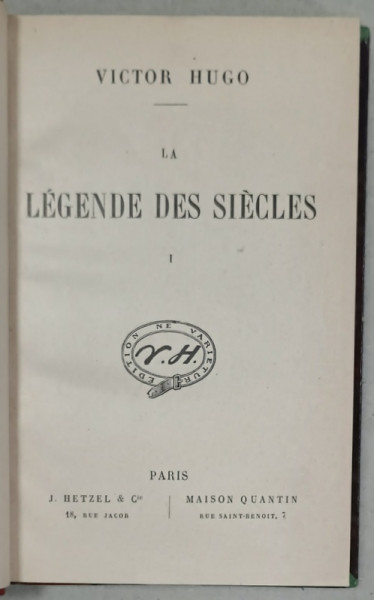 VICTOR HUGO
LA
LÉGENDE DES SIÈCLES
I
EDITION NE VARIETUR
V.H.
PARIS
J. HETZEL & Cie
18, RUE JACOB
MAISON QUANTIN
RUE SAINT-BENOIT, 7